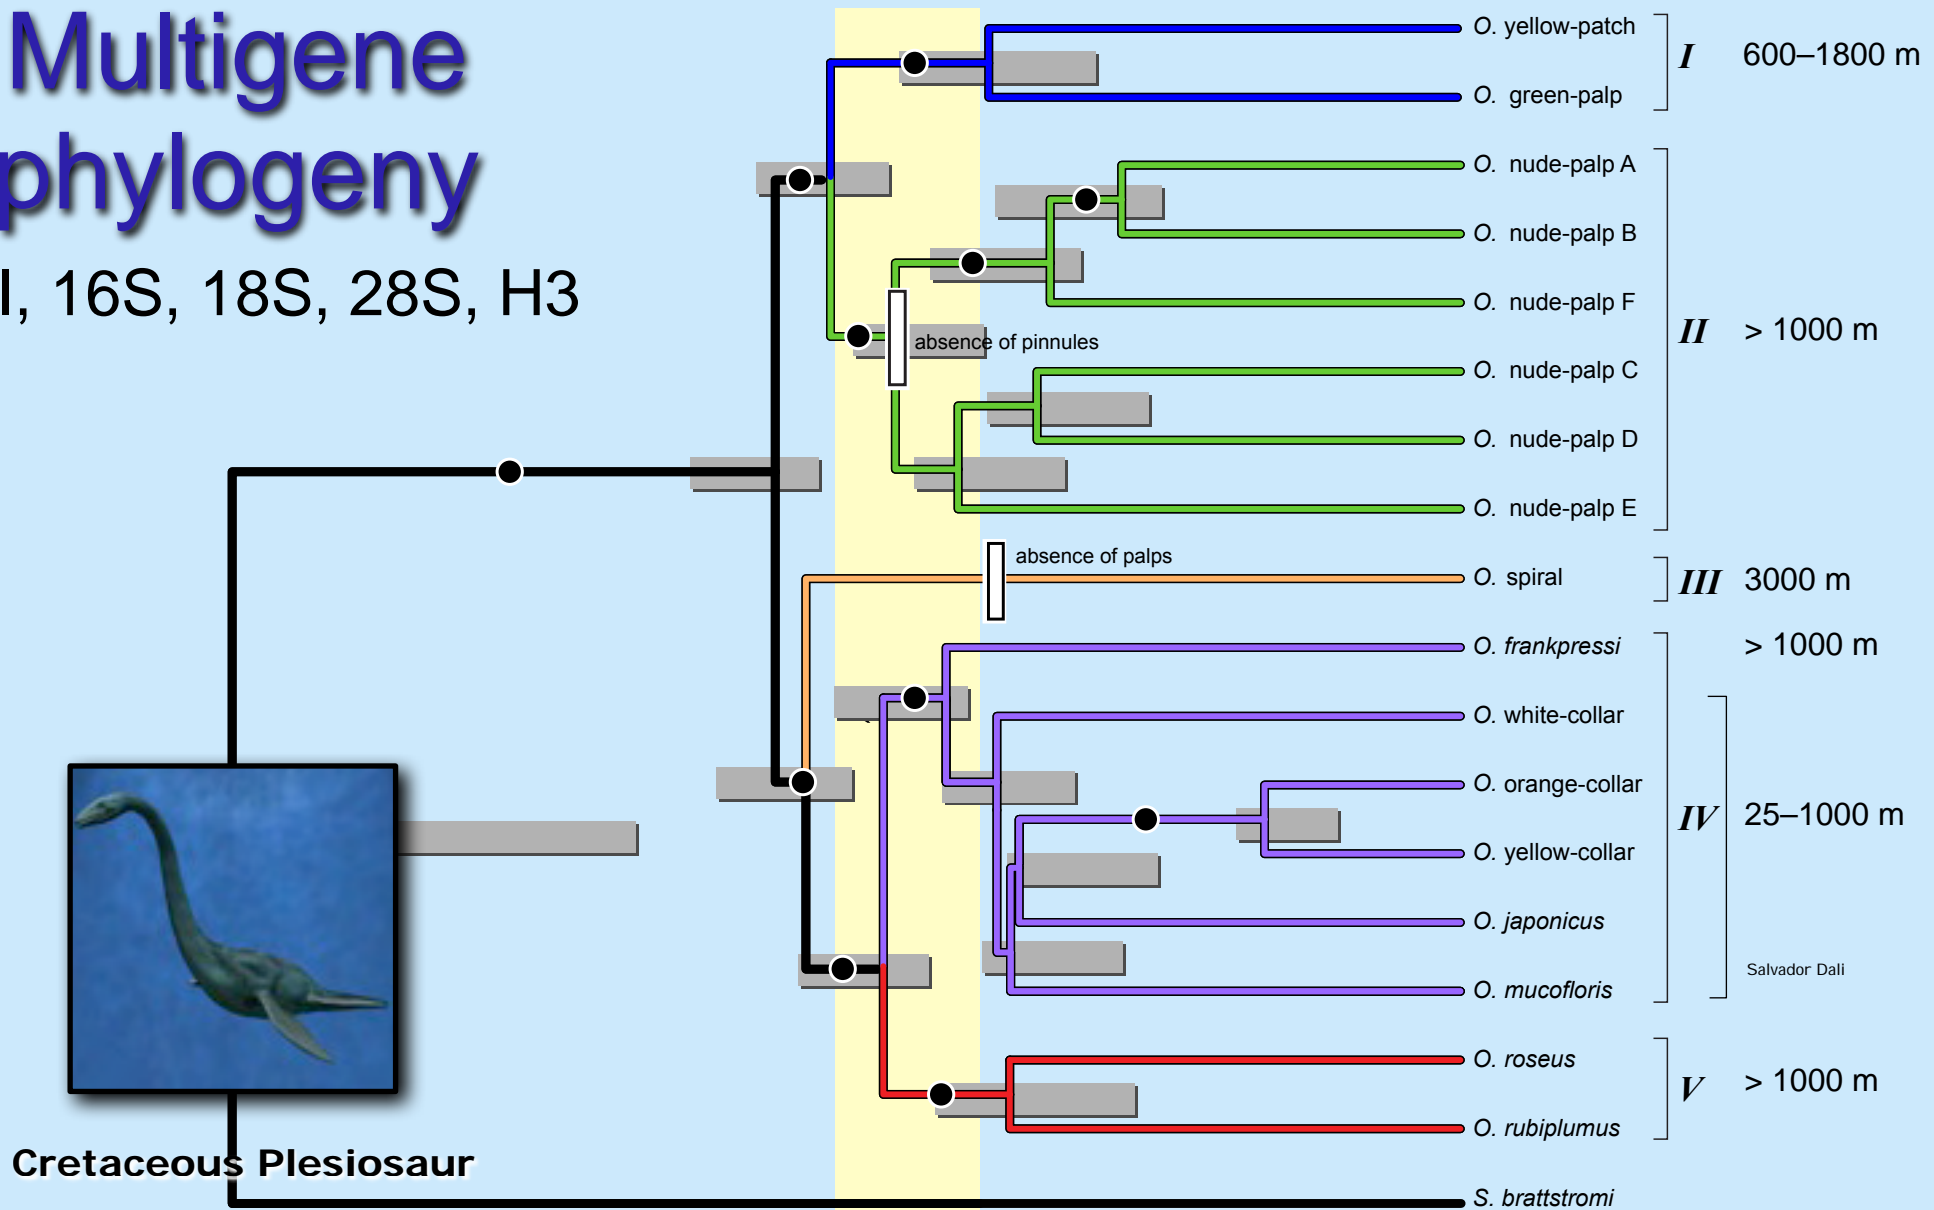 Multigene
phylogeny
I, 16S, 18S, 28S, H3
O. yellow-patch
O. green-palp
I 600–1800 m
O. nude-palp A
O. nude-palp B
O. nude-palp F
absence of pinnules
O. nude-palp C
O. nude-palp D
O. nude-palp E
II > 1000 m
absence of palps
O. spiral
III 3000 m
O. frankpressi
> 1000 m
O. white-collar
O. orange-collar
O. yellow-collar
O. japonicus
O. mucofloris
IV 25–1000 m
Salvador Dali
O. roseus
O. rubiplumus
V > 1000 m
Cretaceous Plesiosaur
S. brattstromi